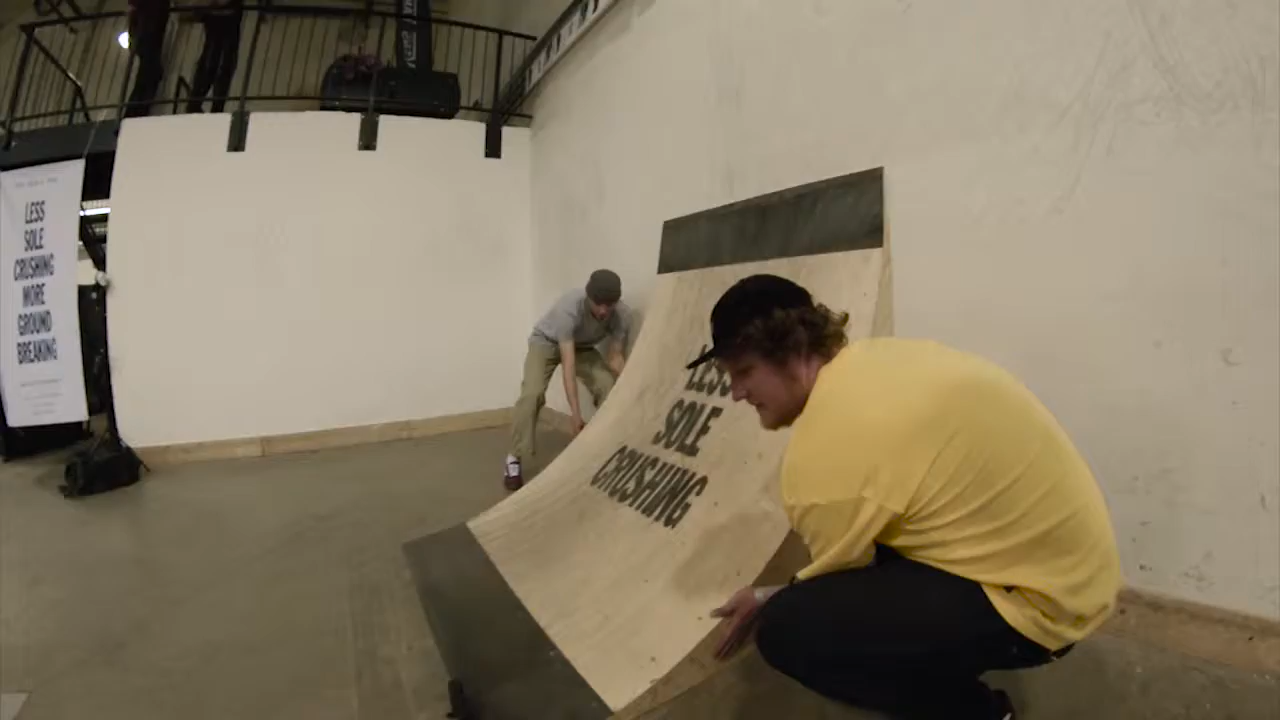 LESS
SOLE
CRUSHING
MORE
GROUND
BREAKING
LESS
SOLE
CRUSHING